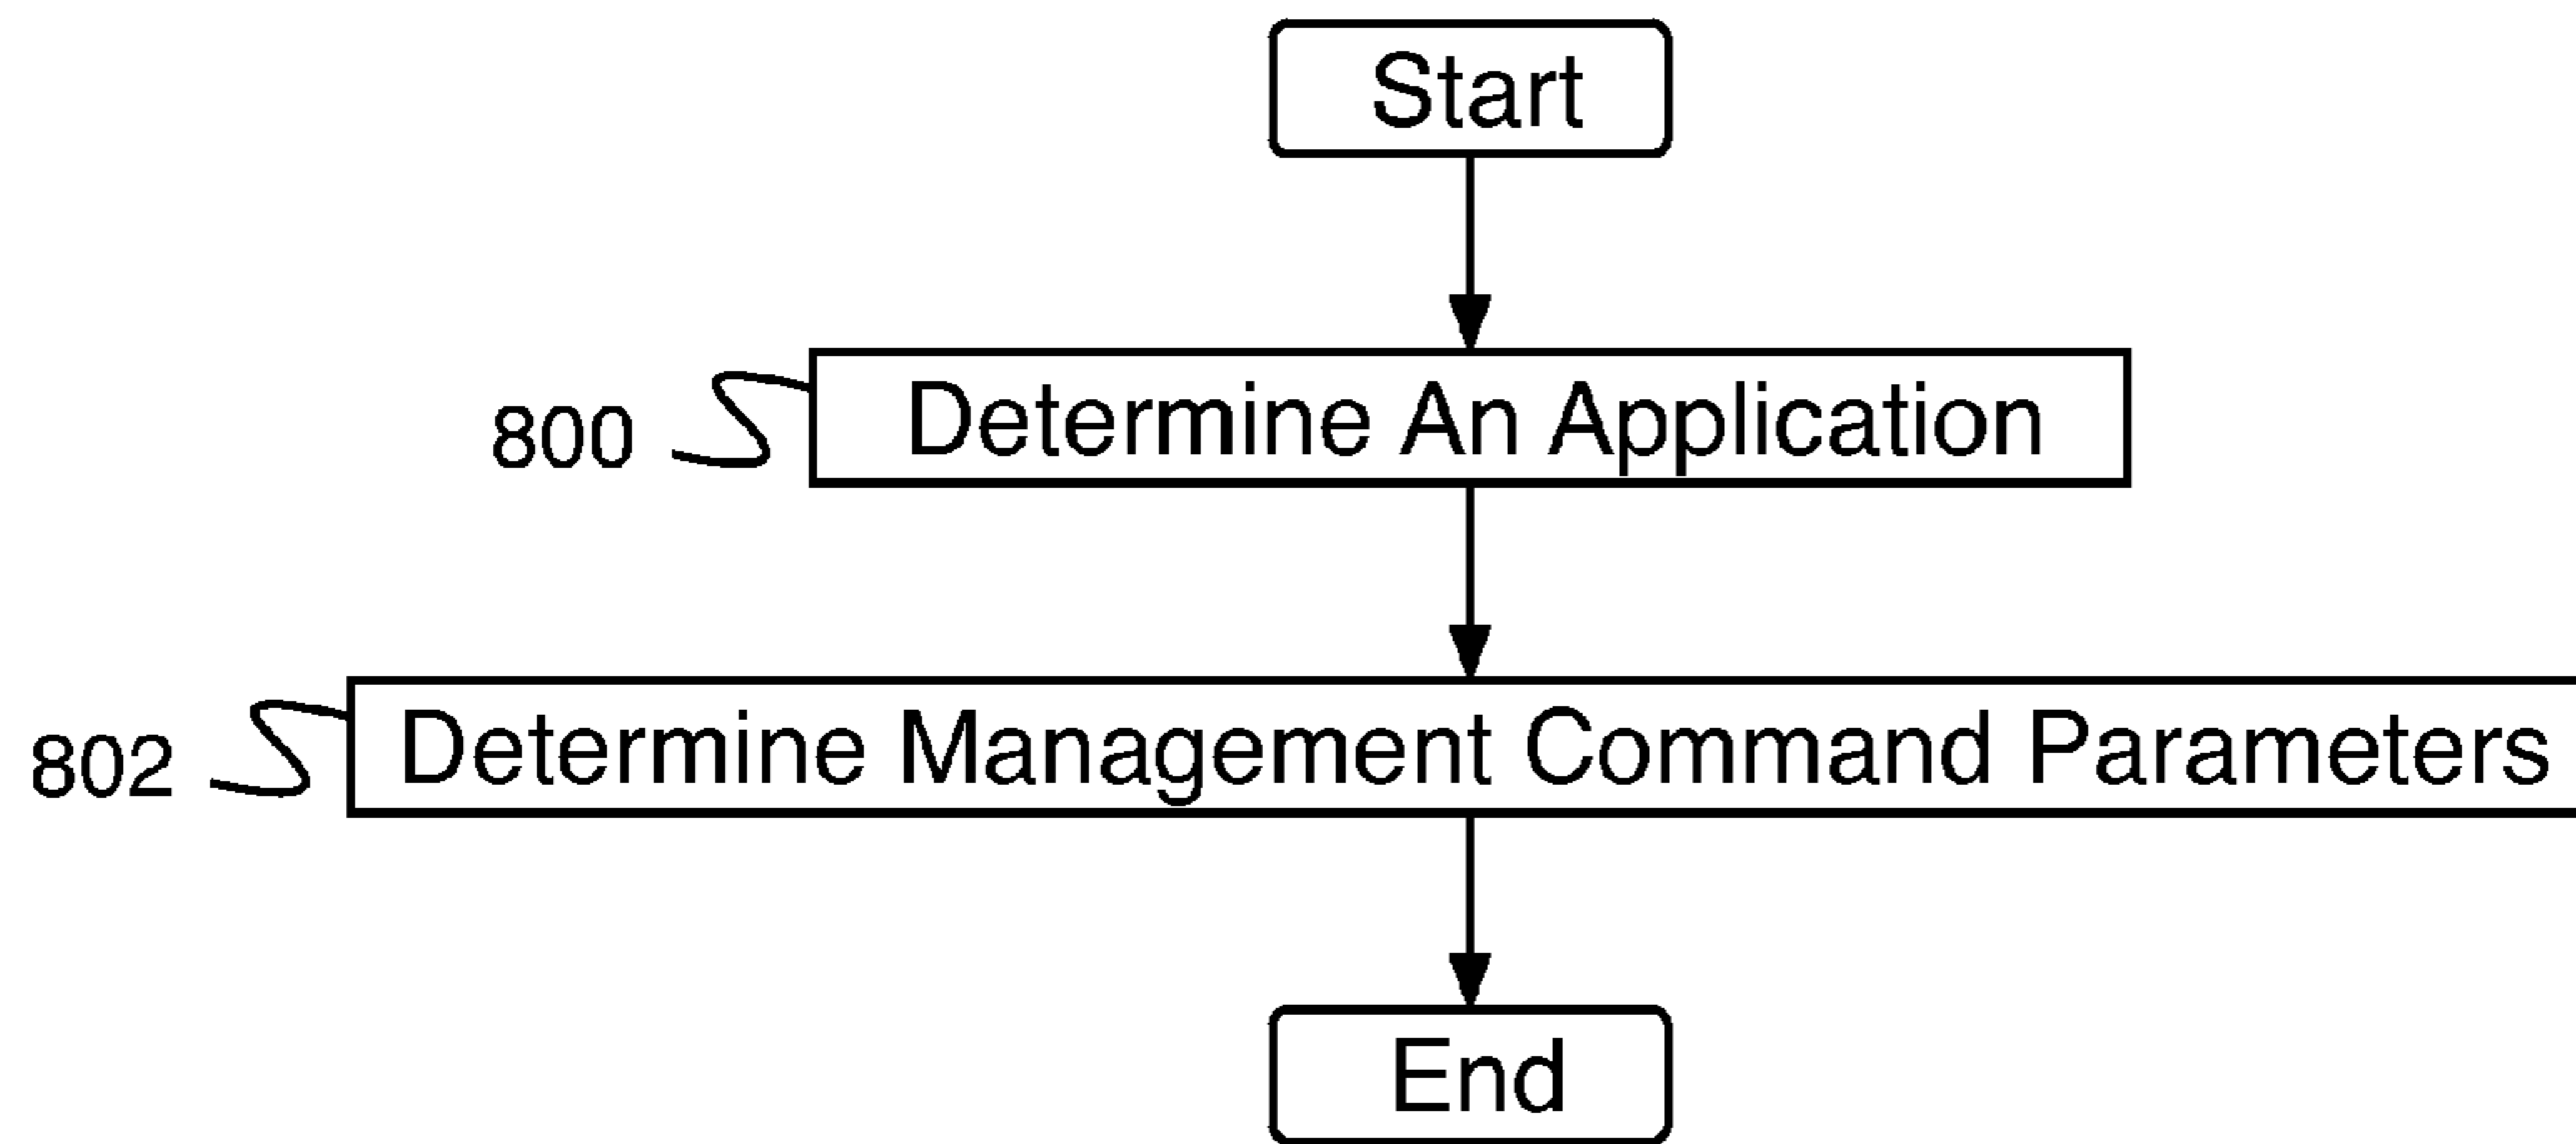 Start
800
Determine An Application
802
Determine Management Command Parameters
End